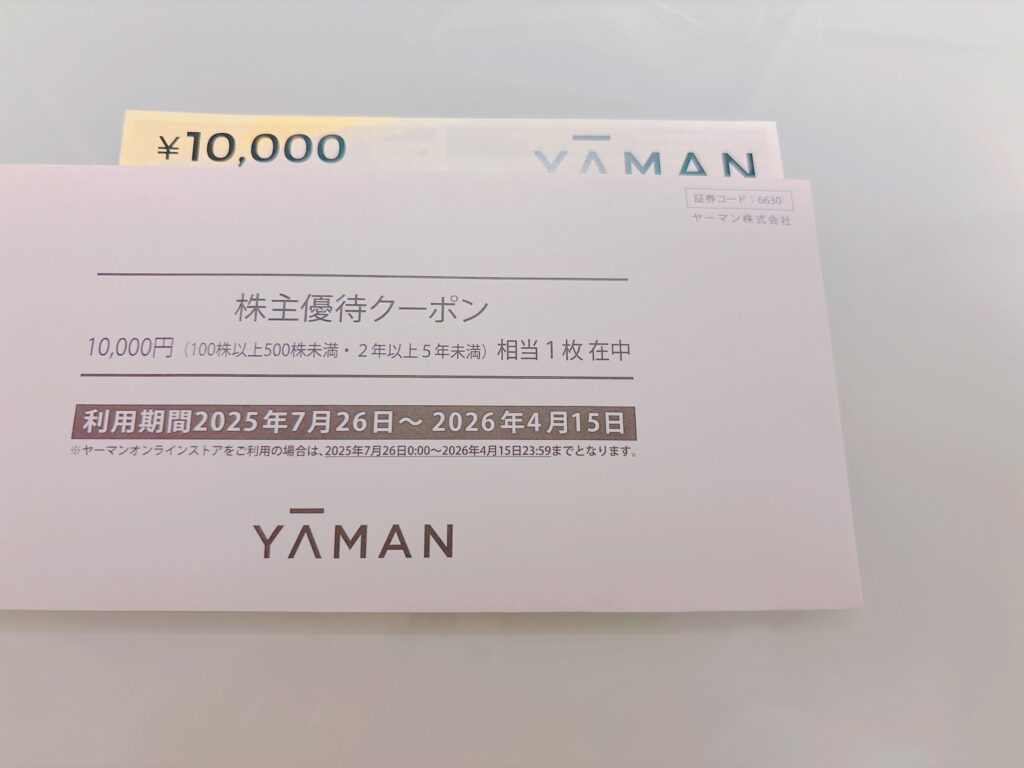 ¥10,000
YAMAN
証券コード：6630
ヤーマン株式会社
株主優待クーポン
10,000円（100株以上500株未満・２年以上５年未満）相当１枚 在中
利用期間2025年7月26日～ 2026年4月15日
※ヤーマンオンラインストアをご利用の場合は、2025年7月26日0:00～2026年4月15日23:59までとなります。
YAMAN